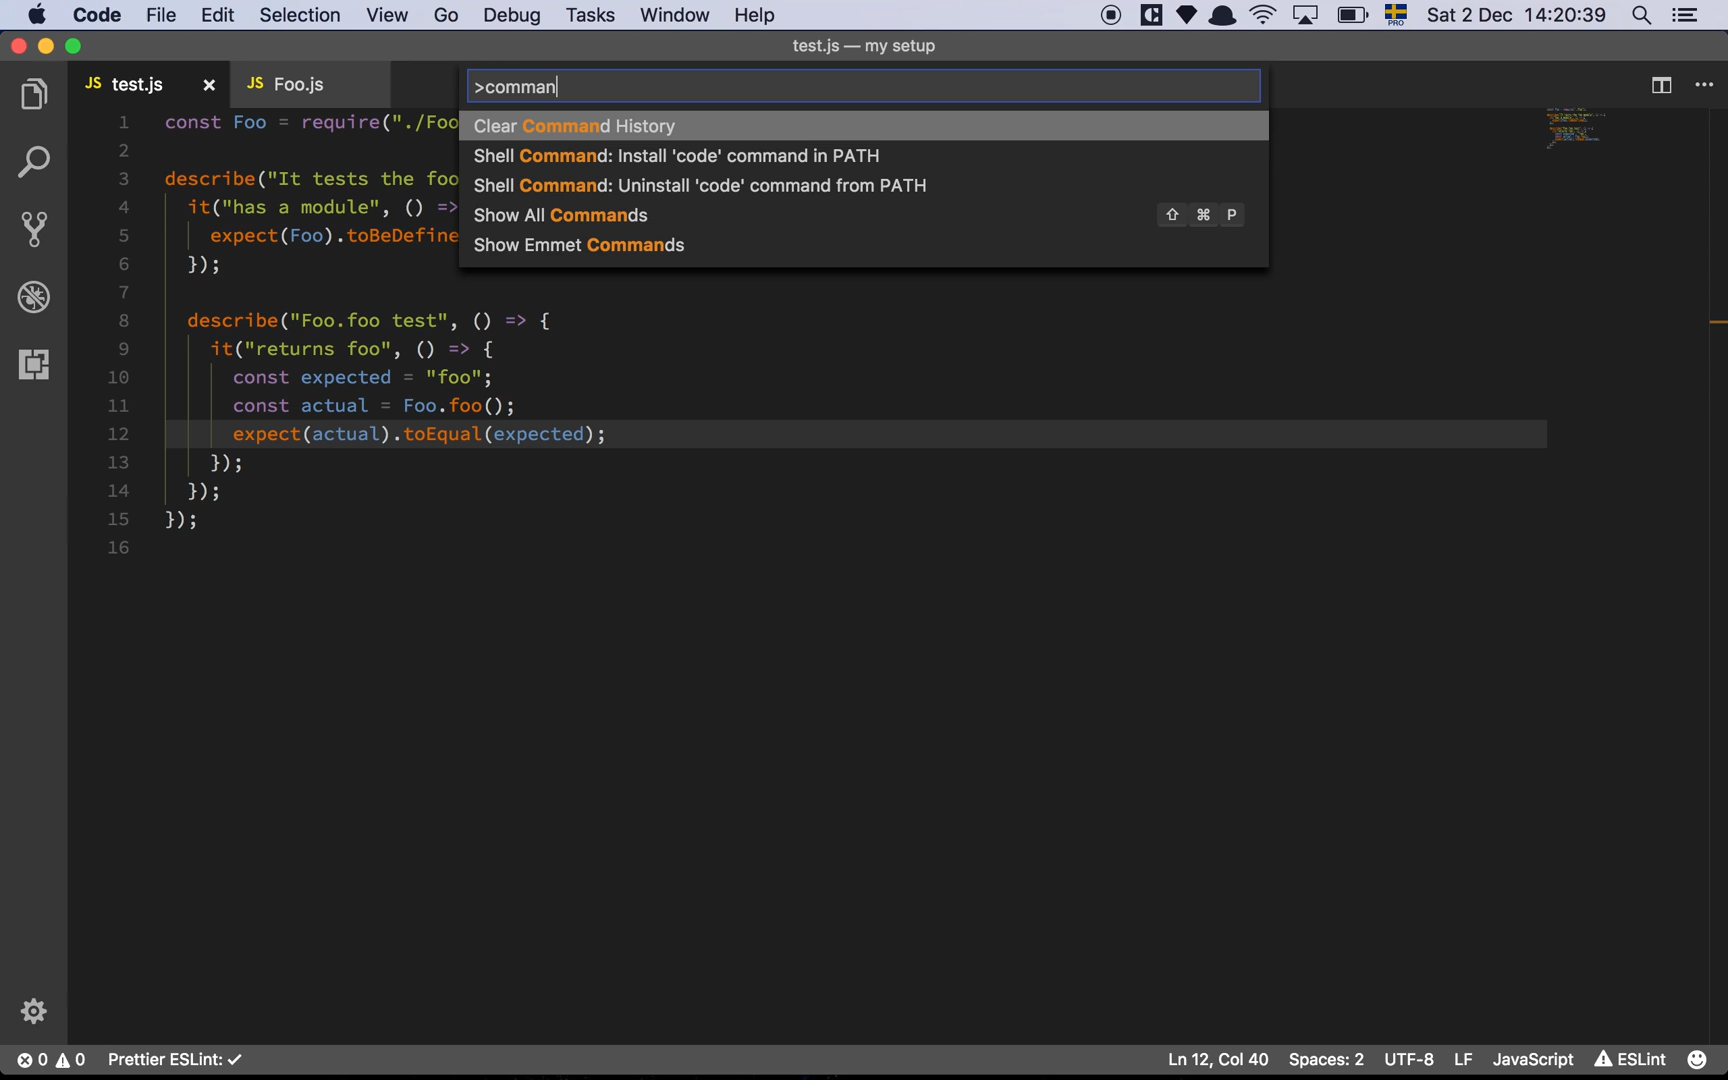 Code File Edit Selection View Go Debug Tasks Window Help PRO Sat 2 Dec 14:20:39
test.js — my setup
JS test.js × JS Foo.js
>comman
Clear Command History
Shell Command: Install 'code' command in PATH
Shell Command: Uninstall 'code' command from PATH
Show All Commands ⇧ ⌘ P
Show Emmet Commands
1 const Foo = require("./Foo
2
3 describe("It tests the foo
4 it("has a module", () =>
5 expect(Foo).toBeDefine
6 });
7
8 describe("Foo.foo test", () => {
9 it("returns foo", () => {
10 const expected = "foo";
11 const actual = Foo.foo();
12 expect(actual).toEqual(expected);
13 });
14 });
15 });
16
0 0 Prettier ESLint: ✓ Ln 12, Col 40 Spaces: 2 UTF-8 LF JavaScript ESLint